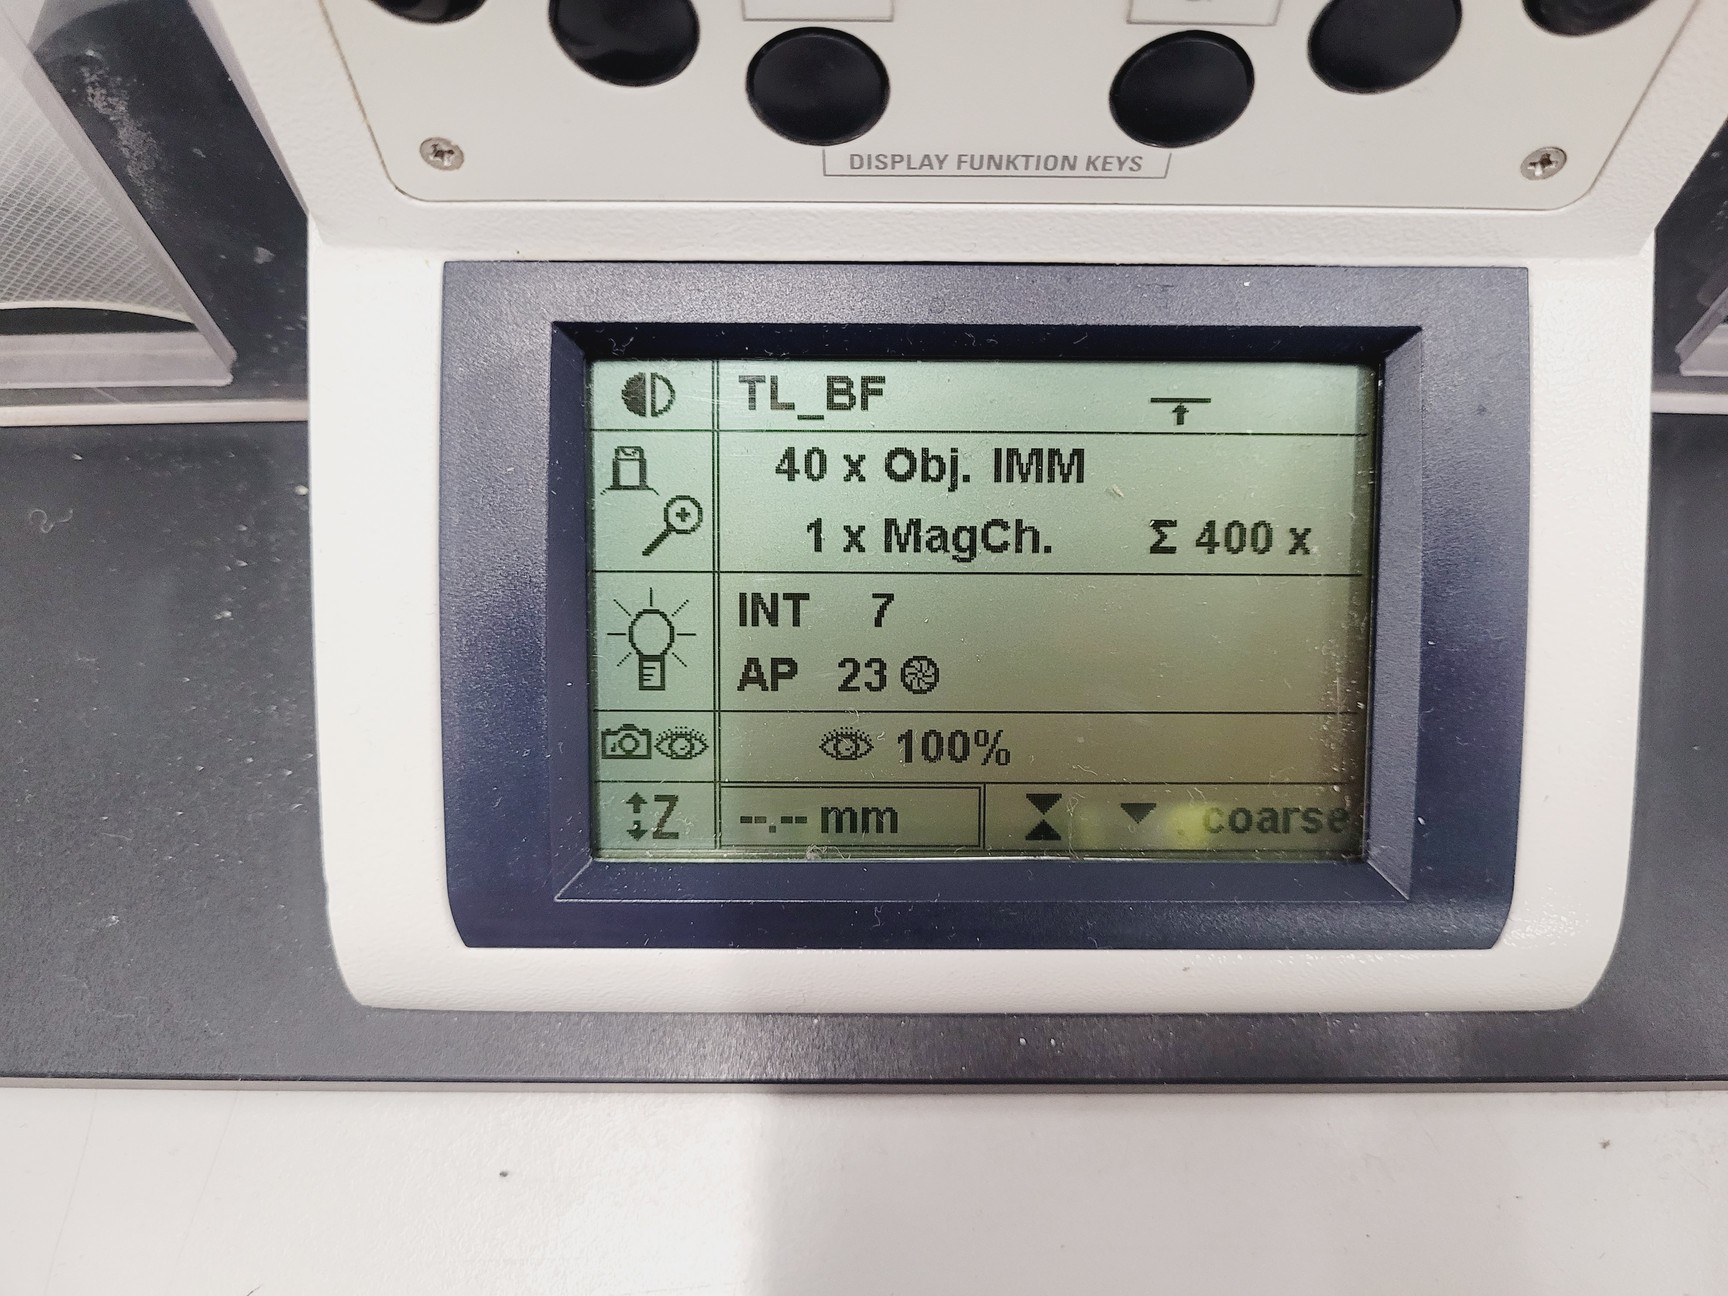 DISPLAY FUNKTION KEYS
TL_BF
40 x Obj. IMM
1 x MagCh. Σ 400 x
INT 7
AP 23
100%
Z --.-- mm coarse